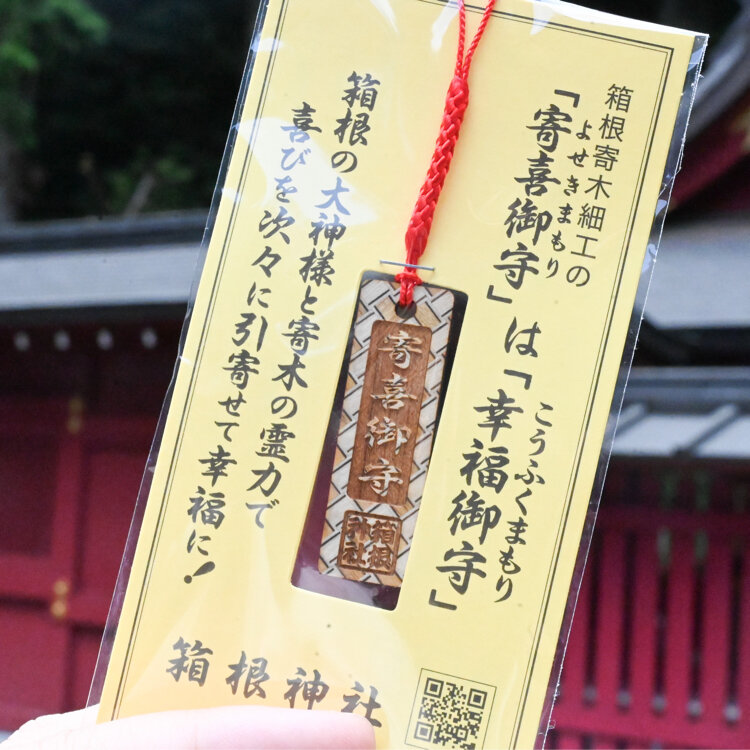 箱根寄木細工の
よせきまもり
「寄喜御守」は「幸福御守」
こうふくまもり
寄喜御守
箱根
神社
箱根の大神様と寄木の霊力で
喜びを次々に引寄せて幸福に!
箱根神社